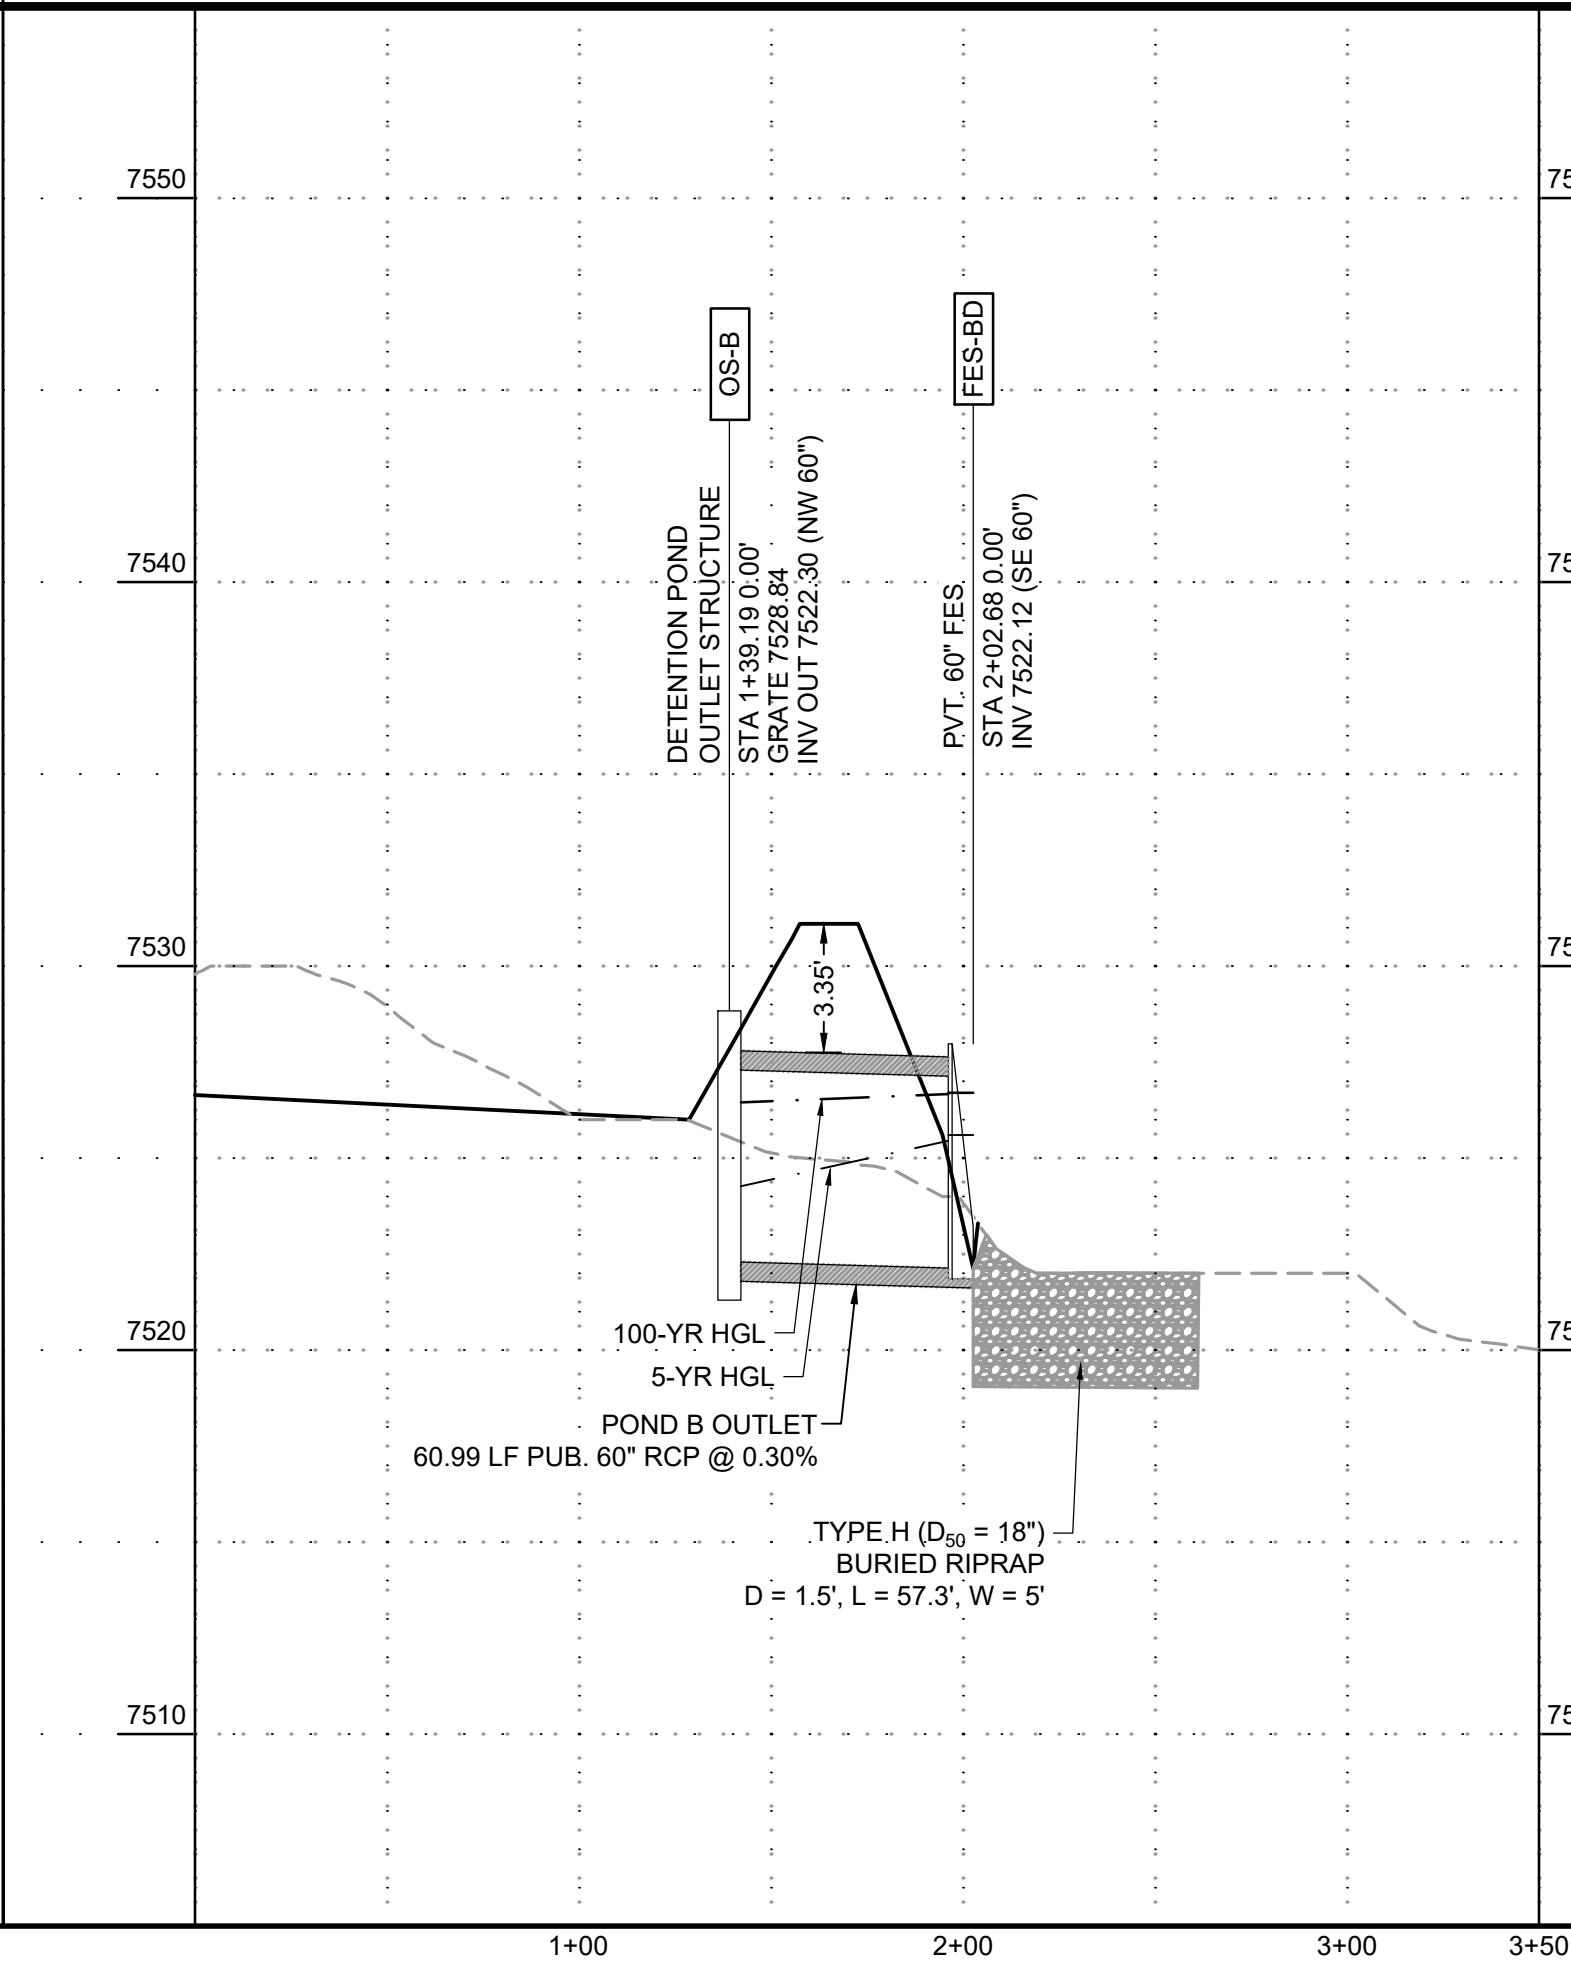 7550
75
OS-B
FES-BD
DETENTION POND
OUTLET STRUCTURE
STA 1+39.19 0.00'
GRATE 7528.84
INV OUT 7522.30 (NW 60")
PVT. 60" FES
STA 2+02.68 0.00'
INV 7522.12 (SE 60")
7540
75
7530
75
3.35'
7520
75
100-YR HGL
5-YR HGL
POND B OUTLET
60.99 LF PUB. 60" RCP @ 0.30%
TYPE H (D50 = 18")
BURIED RIPRAP
D = 1.5', L = 57.3', W = 5'
7510
75
1+00
2+00
3+00
3+50